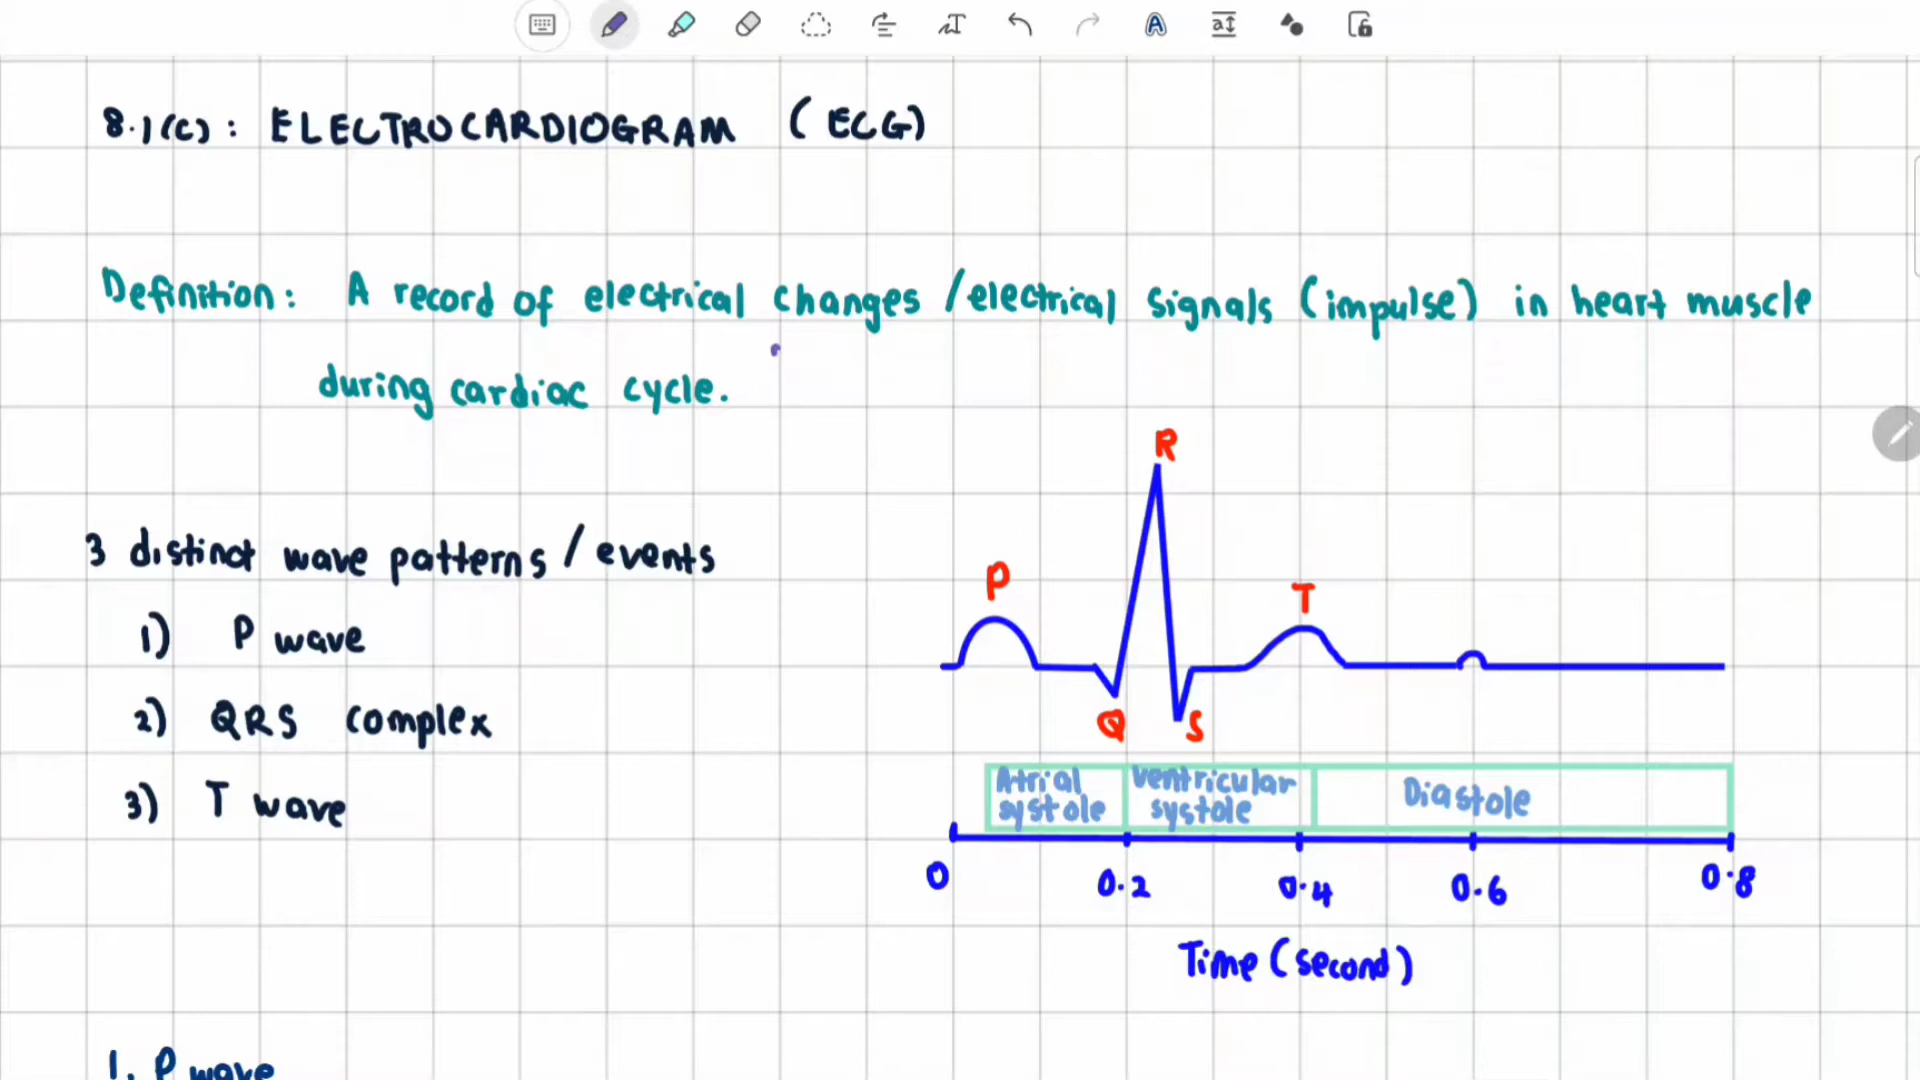 8.1(c): ELECTROCARDIOGRAM (ECG)
Definition: A record of electrical changes/electrical signals (impulse) in heart muscle
during cardiac cycle.
3 distinct wave patterns/events
1) P wave
2) QRS complex
3) T wave
R
P
T
Q
S
Atrial systole
Ventricular systole
Diastole
0
0.2
0.4
0.6
0.8
Time (second)
1. P wave